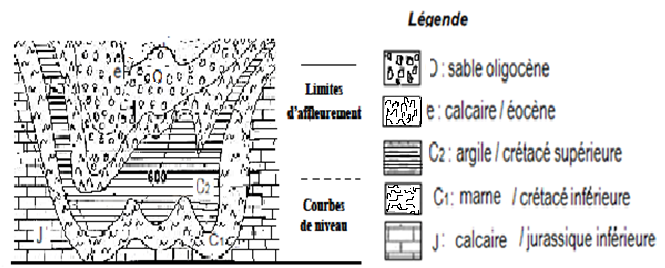 Légende
O : sable oligocène
e : calcaire / éocène
C2 : argile / crétacé supérieure
C1 : marne / crétacé inférieure
J : calcaire / jurassique inférieure
Limites
d'affleurement
Courbes
de niveau
e
O
600
C2
J
C1